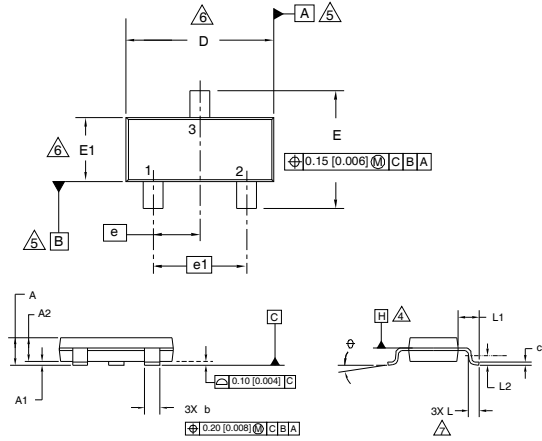 6
D
A 5
3
6 E1
E
⌖ 0.15 [0.006] Ⓜ C B A
1 2
5 B
e
e1
A
A2
C
H 4
L1
θ
c
A1
⌓ 0.10 [0.004] C
L2
3X b
3X L
⌖ 0.20 [0.008] Ⓜ C B A
7